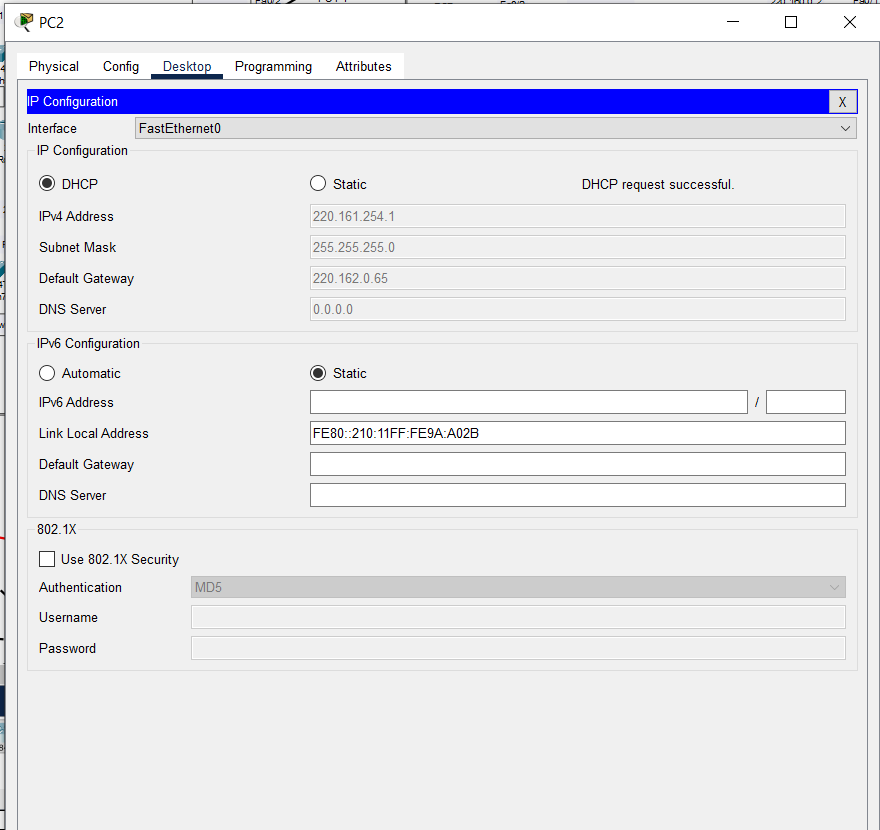 PC2
Physical Config Desktop Programming Attributes
IP Configuration X
Interface FastEthernet0
IP Configuration
DHCP Static DHCP request successful.
IPv4 Address 220.161.254.1
Subnet Mask 255.255.255.0
Default Gateway 220.162.0.65
DNS Server 0.0.0.0
IPv6 Configuration
Automatic Static
IPv6 Address /
Link Local Address FE80::210:11FF:FE9A:A02B
Default Gateway
DNS Server
802.1X
Use 802.1X Security
Authentication MD5
Username
Password